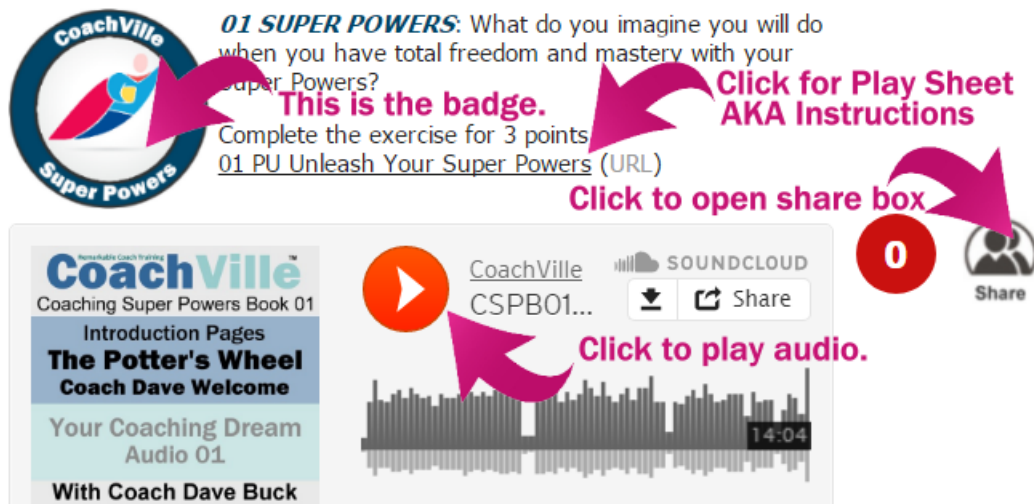 CoachVille
Super Powers
01 SUPER POWERS: What do you imagine you will do
when you have total freedom and mastery with your
Super Powers?
This is the badge.
Click for Play Sheet
AKA Instructions
Complete the exercise for 3 points
01 PU Unleash Your Super Powers (URL)
Click to open share box
0
Share
Remarkable Coach Training
CoachVille™
Coaching Super Powers Book 01
Introduction Pages
The Potter's Wheel
Coach Dave Welcome
Your Coaching Dream
Audio 01
With Coach Dave Buck
CoachVille
CSPB01...
SOUNDCLOUD
Share
Click to play audio.
14:04